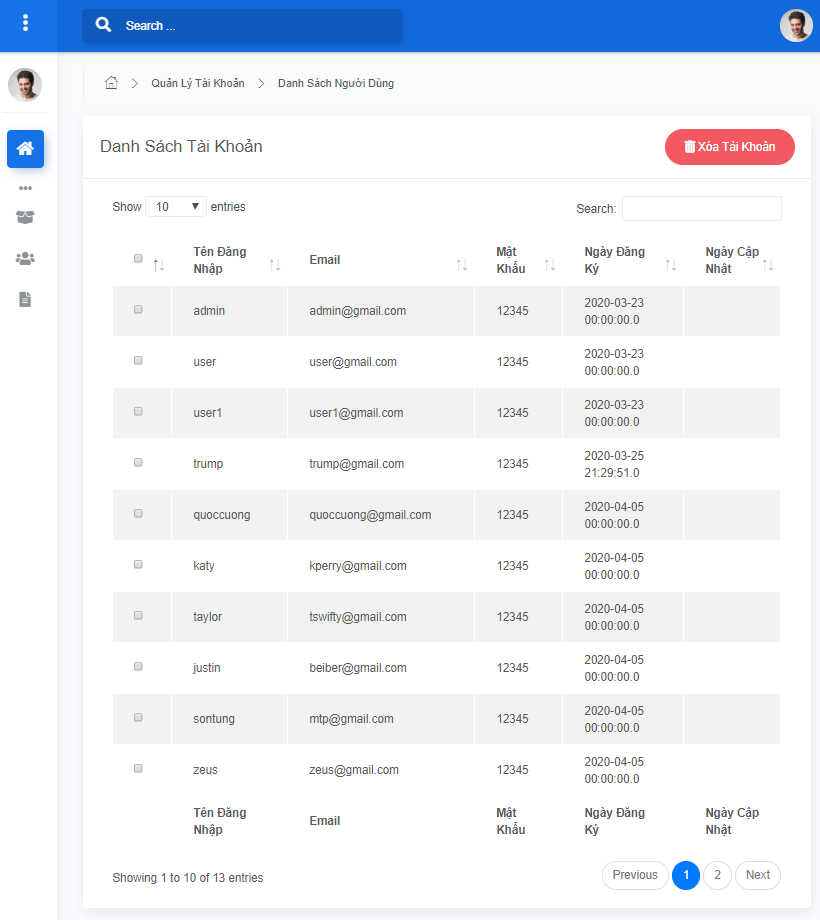 Search ...
Quản Lý Tài Khoản Danh Sách Người Dùng
Danh Sách Tài Khoản Xóa Tài Khoản
Show 10 entries Search:
Tên Đăng Nhập Email Mật Khẩu Ngày Đăng Ký Ngày Cập Nhật
admin admin@gmail.com 12345 2020-03-23 00:00:00.0
user user@gmail.com 12345 2020-03-23 00:00:00.0
user1 user1@gmail.com 12345 2020-03-23 00:00:00.0
trump trump@gmail.com 12345 2020-03-25 21:29:51.0
quoccuong quoccuong@gmail.com 12345 2020-04-05 00:00:00.0
katy kperry@gmail.com 12345 2020-04-05 00:00:00.0
taylor tswifty@gmail.com 12345 2020-04-05 00:00:00.0
justin beiber@gmail.com 12345 2020-04-05 00:00:00.0
sontung mtp@gmail.com 12345 2020-04-05 00:00:00.0
zeus zeus@gmail.com 12345 2020-04-05 00:00:00.0
Tên Đăng Nhập Email Mật Khẩu Ngày Đăng Ký Ngày Cập Nhật
Showing 1 to 10 of 13 entries Previous 1 2 Next